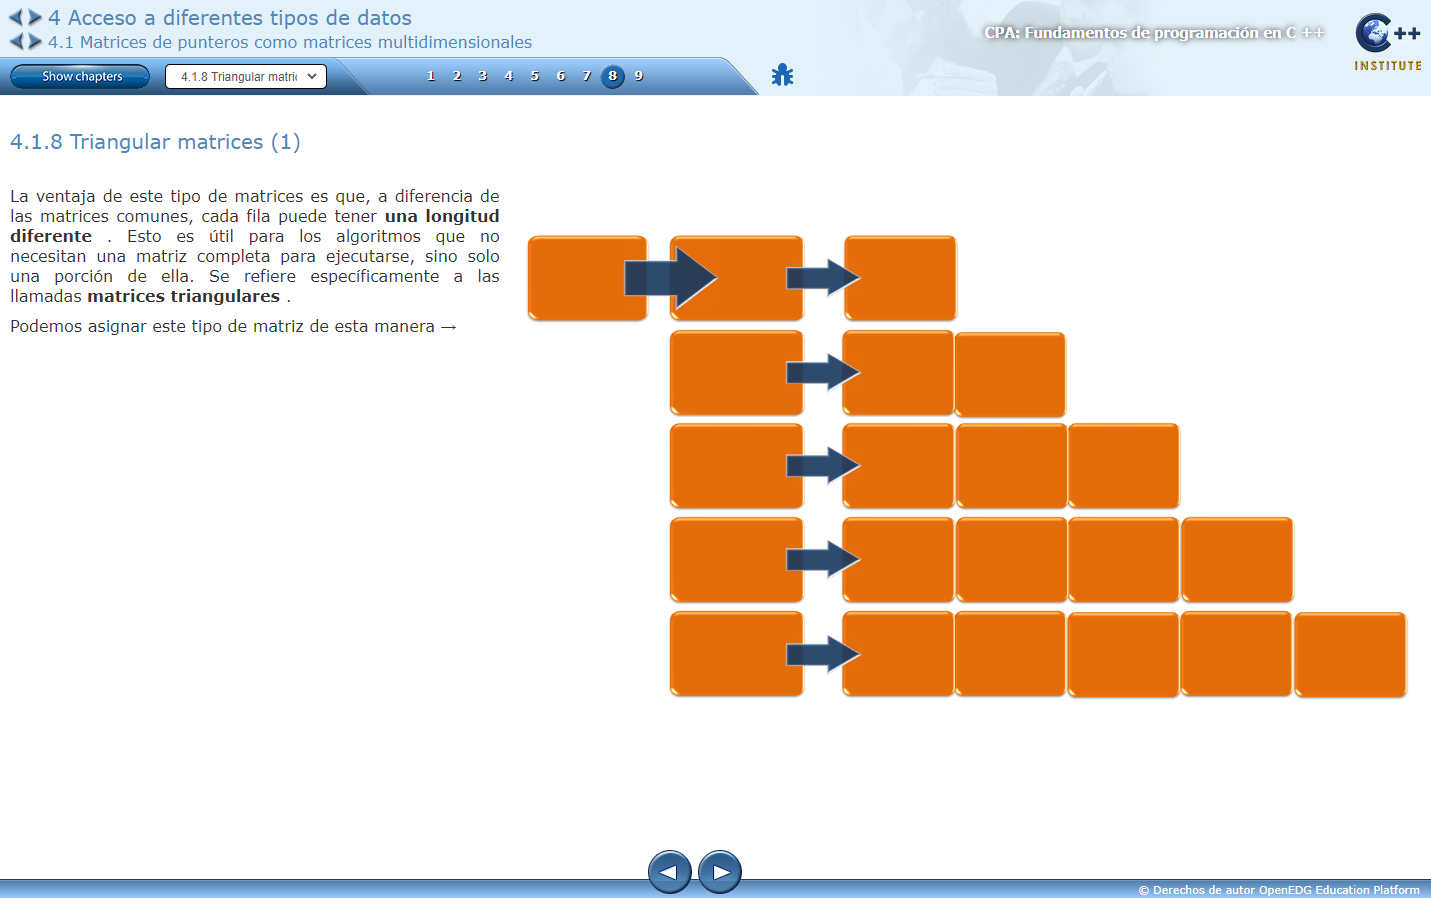 4 Acceso a diferentes tipos de datos
4.1 Matrices de punteros como matrices multidimensionales
CPA: Fundamentos de programación en C ++
C++
INSTITUTE
Show chapters
4.1.8 Triangular matri
1 2 3 4 5 6 7 8 9
4.1.8 Triangular matrices (1)
La ventaja de este tipo de matrices es que, a diferencia de
las matrices comunes, cada fila puede tener una longitud
diferente . Esto es útil para los algoritmos que no
necesitan una matriz completa para ejecutarse, sino solo
una porción de ella. Se refiere específicamente a las
llamadas matrices triangulares .
Podemos asignar este tipo de matriz de esta manera →
© Derechos de autor OpenEDG Education Platform